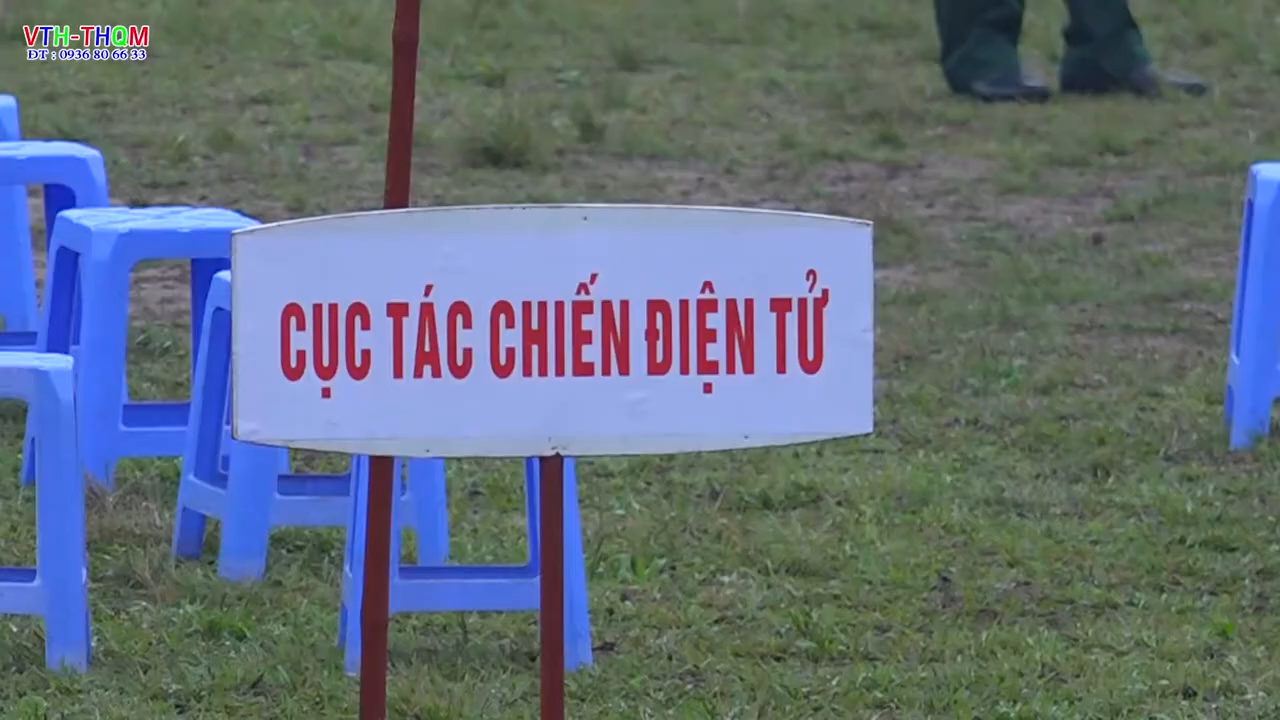 VTH-THQM
ĐT : 0936 80 66 33
CỤC TÁC CHIẾN ĐIỆN TỬ